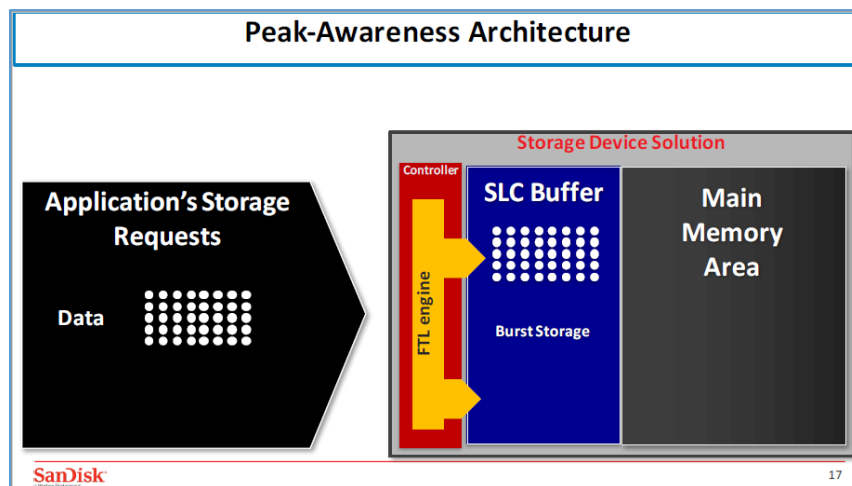 Peak-Awareness Architecture
Storage Device Solution
Application's Storage
Requests
Data
Controller
FTL engine
SLC Buffer
Burst Storage
Main
Memory
Area
SanDisk
17